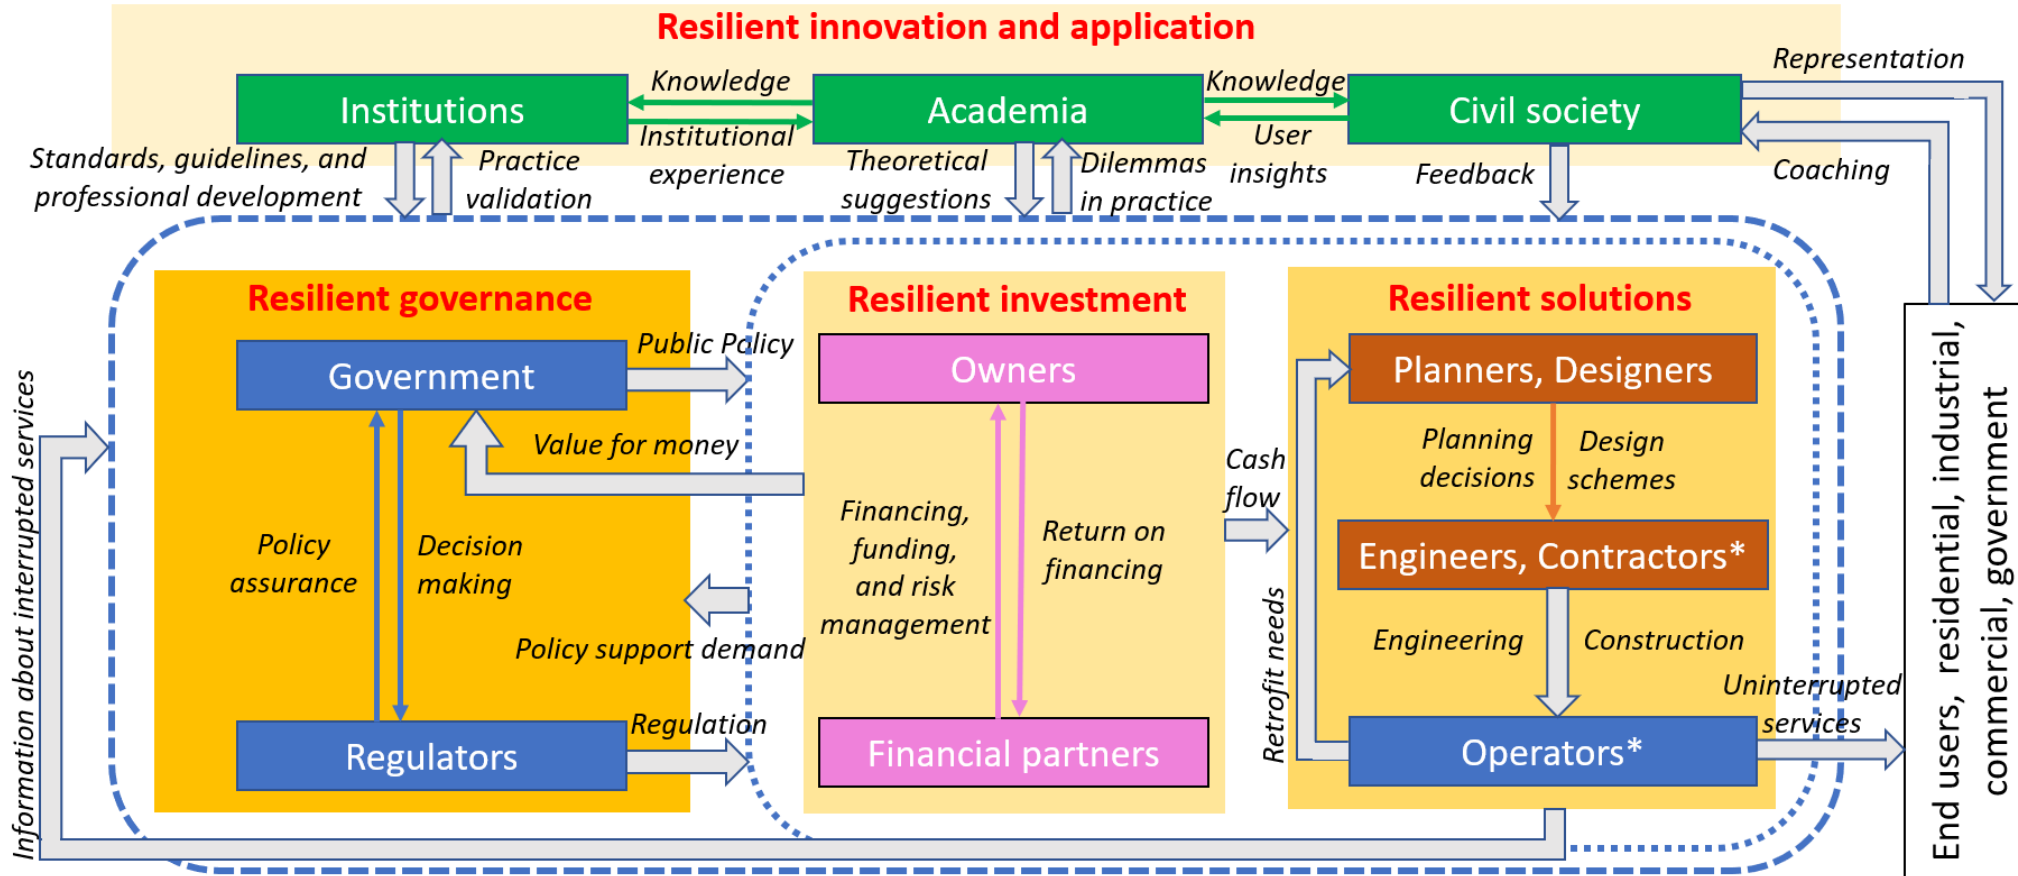 Resilient innovation and application
Institutions
Knowledge
Institutional
experience
Academia
Knowledge
User
insights
Civil society
Representation
Coaching
Standards, guidelines, and
professional development
Practice
validation
Theoretical
suggestions
Dilemmas
in practice
Feedback
Resilient governance
Government
Public Policy
Value for money
Policy
assurance
Decision
making
Policy support demand
Regulators
Regulation
Resilient investment
Owners
Financing,
funding,
and risk
management
Return on
financing
Financial partners
Cash
flow
Resilient solutions
Planners, Designers
Planning
decisions
Design
schemes
Engineers, Contractors*
Engineering
Construction
Retrofit needs
Operators*
Uninterrupted
services
End users, residential, industrial,
commercial, government
Information about interrupted services